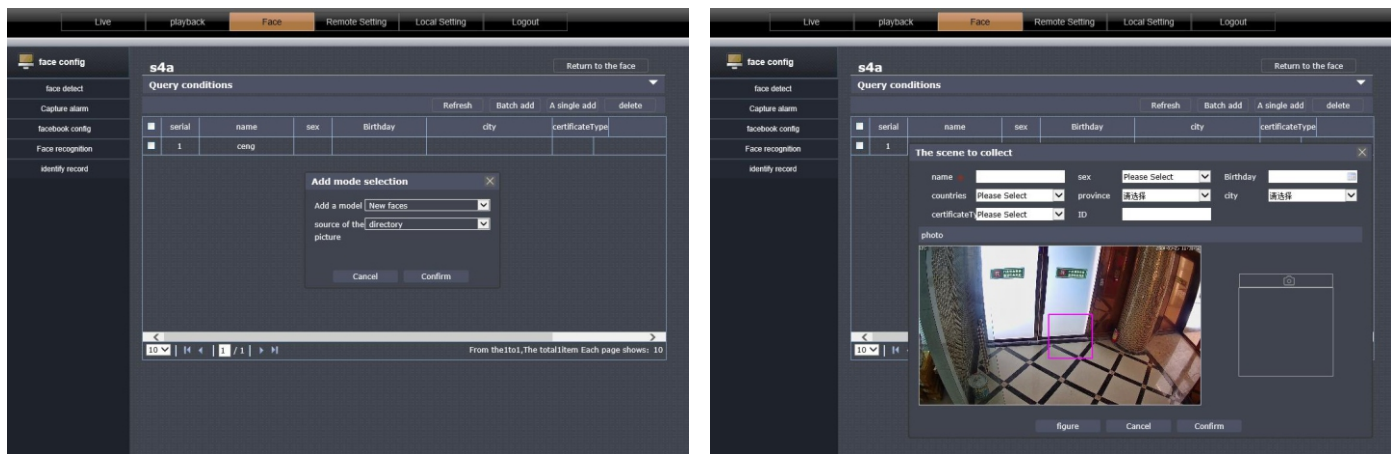 Live playback Face Remote Setting Local Setting Logout
face config
face detect
Capture alarm
facebook config
Face recognition
identify record
s4a
Return to the face
Query conditions
Refresh Batch add A single add delete
serial name sex Birthday city certificateType
1 ceng
Add mode selection
Add a model New faces
source of the directory
picture
Cancel Confirm
10 1 / 1 From the1to1,The total1item Each page shows: 10
Live playback Face Remote Setting Local Setting Logout
face config
face detect
Capture alarm
facebook config
Face recognition
identify record
s4a
Return to the face
Query conditions
Refresh Batch add A single add delete
serial name sex Birthday city certificateType
1
The scene to collect
name sex Please Select Birthday
countries Please Select province 请选择 city 请选择
certificateTy Please Select ID
photo
10
figure Cancel Confirm